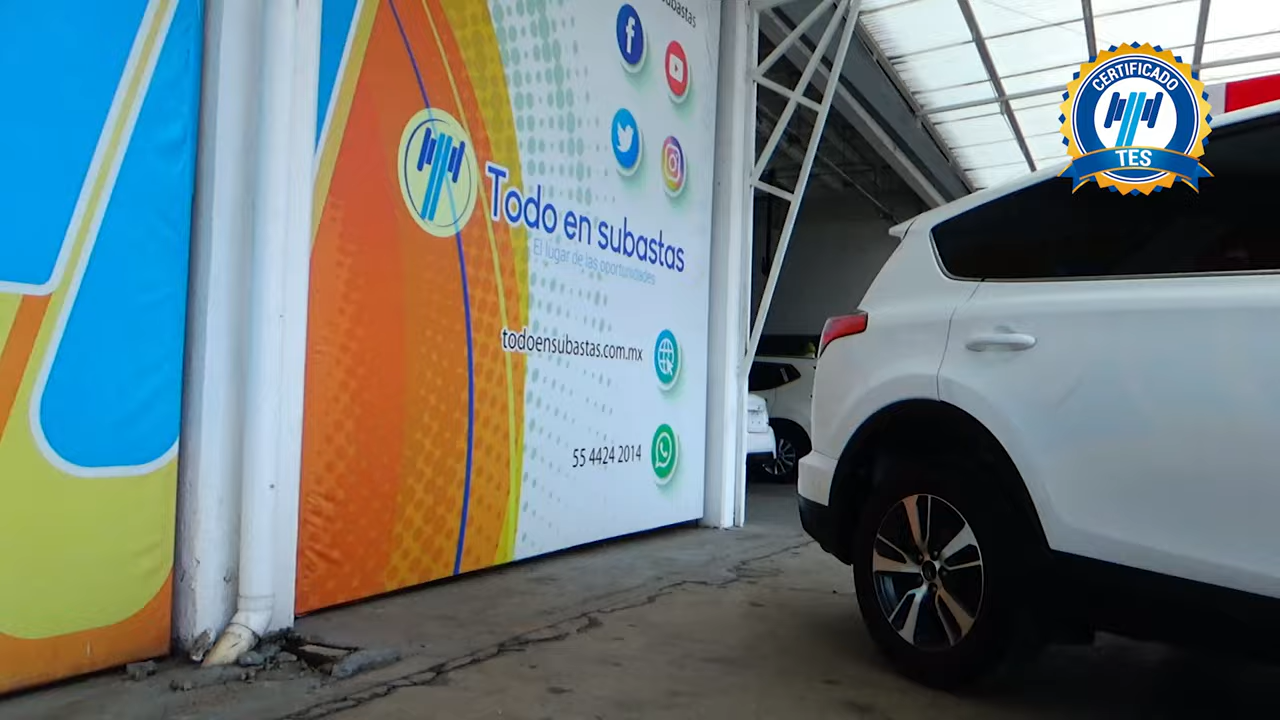 subastas
Todo en subastas
El lugar de las oportunidades
todoensubastas.com.mx
55 4424 2014
CERTIFICADO
TES